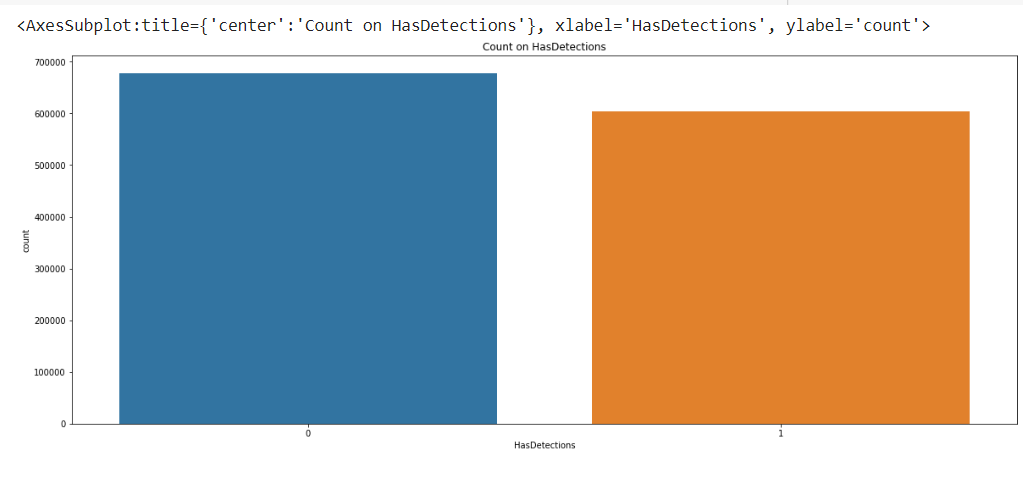 <AxesSubplot:title={'center':'Count on HasDetections'}, xlabel='HasDetections', ylabel='count'>
Count on HasDetections
700000
600000
500000
400000
300000
200000
100000
0
count
0 1
HasDetections